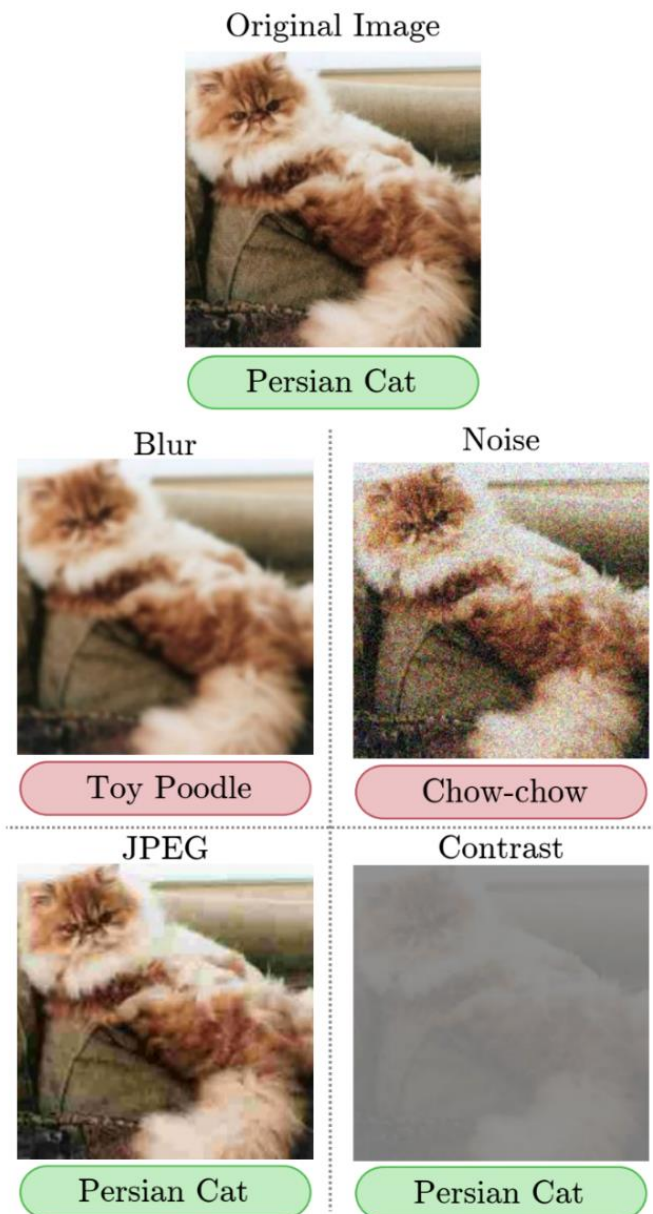 Original Image
Persian Cat
Blur
Noise
Toy Poodle
Chow-chow
JPEG
Contrast
Persian Cat
Persian Cat